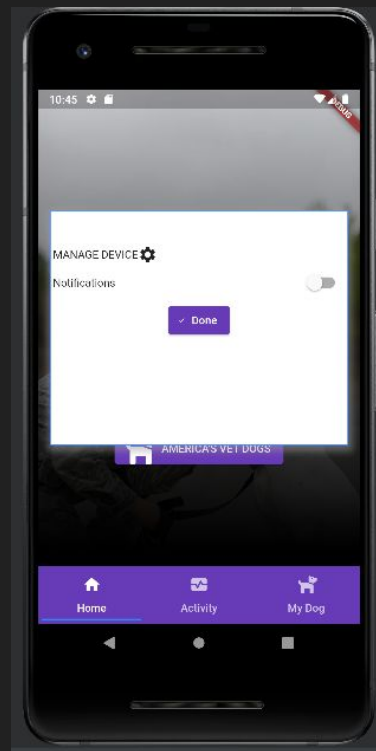 10:45
DEBUG
MANAGE DEVICE
Notifications
Done
AMERICA'S VET DOGS
Home Activity My Dog